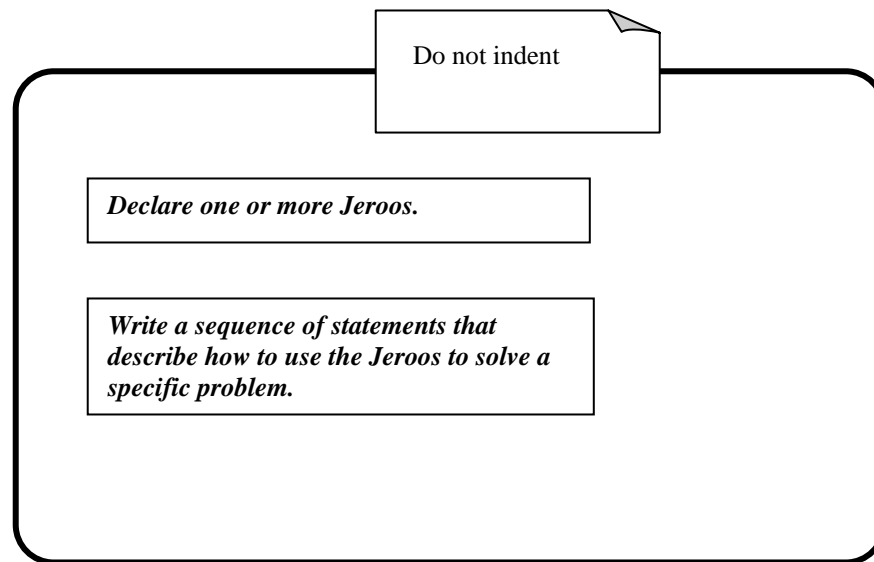 Do not indent
Declare one or more Jeroos.
Write a sequence of statements that
describe how to use the Jeroos to solve a
specific problem.